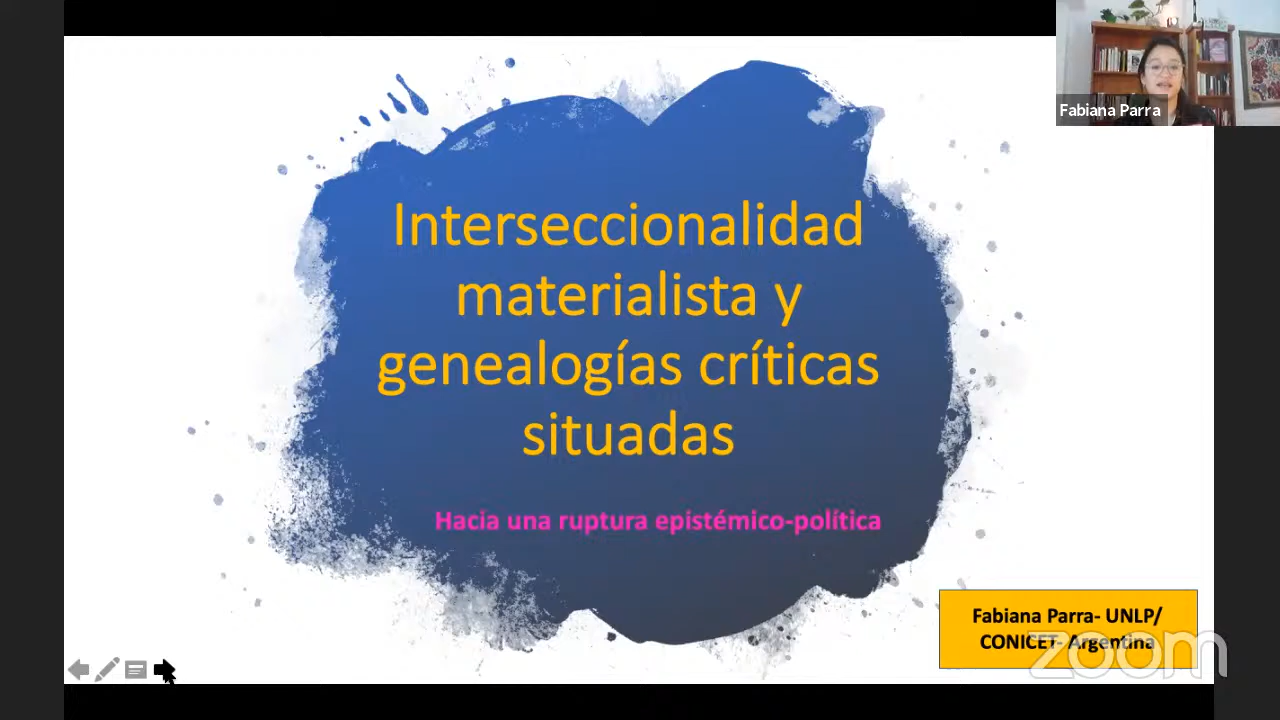 Fabiana Parra
Interseccionalidad
materialista y
genealogías críticas
situadas
Hacia una ruptura epistémico-política
Fabiana Parra- UNLP/
CONICET- Argentina
zoom